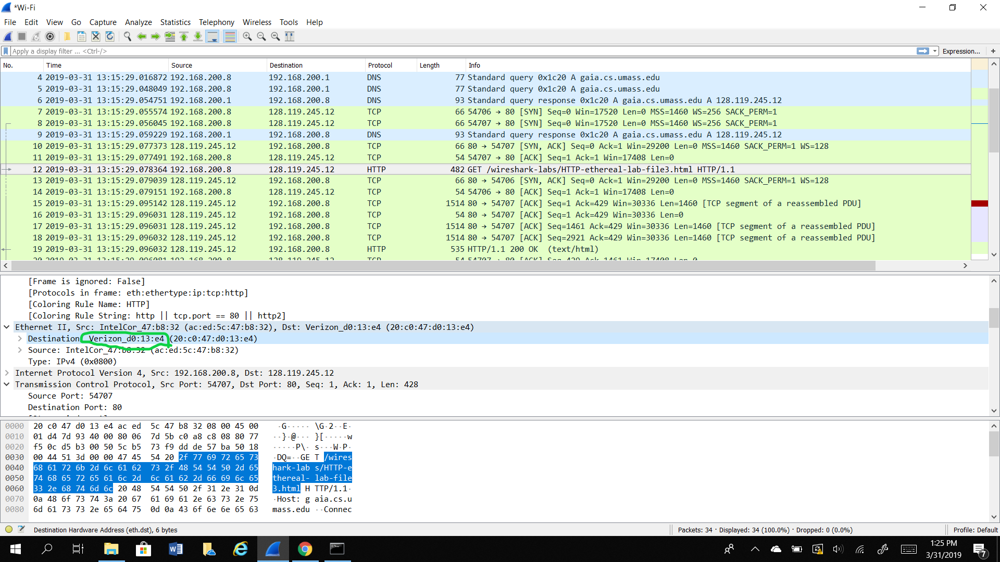 *Wi-Fi
File Edit View Go Capture Analyze Statistics Telephony Wireless Tools Help
Apply a display filter ... <Ctrl-/> Expression... +
No. Time Source Destination Protocol Length Info
4 2019-03-31 13:15:29.016872 192.168.200.8 192.168.200.1 DNS 77 Standard query 0x1c20 A gaia.cs.umass.edu
5 2019-03-31 13:15:29.048049 192.168.200.8 192.168.200.1 DNS 77 Standard query 0x1c20 A gaia.cs.umass.edu
6 2019-03-31 13:15:29.054751 192.168.200.1 192.168.200.8 DNS 93 Standard query response 0x1c20 A gaia.cs.umass.edu A 128.119.245.12
7 2019-03-31 13:15:29.055574 192.168.200.8 128.119.245.12 TCP 66 54706 → 80 [SYN] Seq=0 Win=17520 Len=0 MSS=1460 WS=256 SACK_PERM=1
8 2019-03-31 13:15:29.056045 192.168.200.8 128.119.245.12 TCP 66 54707 → 80 [SYN] Seq=0 Win=17520 Len=0 MSS=1460 WS=256 SACK_PERM=1
9 2019-03-31 13:15:29.059229 192.168.200.1 192.168.200.8 DNS 93 Standard query response 0x1c20 A gaia.cs.umass.edu A 128.119.245.12
10 2019-03-31 13:15:29.077373 128.119.245.12 192.168.200.8 TCP 66 80 → 54707 [SYN, ACK] Seq=0 Ack=1 Win=29200 Len=0 MSS=1460 SACK_PERM=1 WS=128
11 2019-03-31 13:15:29.077491 192.168.200.8 128.119.245.12 TCP 54 54707 → 80 [ACK] Seq=1 Ack=1 Win=17408 Len=0
12 2019-03-31 13:15:29.078364 192.168.200.8 128.119.245.12 HTTP 482 GET /wireshark-labs/HTTP-ethereal-lab-file3.html HTTP/1.1
13 2019-03-31 13:15:29.079039 128.119.245.12 192.168.200.8 TCP 66 80 → 54706 [SYN, ACK] Seq=0 Ack=1 Win=29200 Len=0 MSS=1460 SACK_PERM=1 WS=128
14 2019-03-31 13:15:29.079151 192.168.200.8 128.119.245.12 TCP 54 54706 → 80 [ACK] Seq=1 Ack=1 Win=17408 Len=0
15 2019-03-31 13:15:29.095142 128.119.245.12 192.168.200.8 TCP 1514 80 → 54707 [ACK] Seq=1 Ack=429 Win=30336 Len=1460 [TCP segment of a reassembled PDU]
16 2019-03-31 13:15:29.096031 128.119.245.12 192.168.200.8 TCP 54 80 → 54707 [ACK] Seq=1 Ack=429 Win=30336 Len=0
17 2019-03-31 13:15:29.096031 128.119.245.12 192.168.200.8 TCP 1514 80 → 54707 [ACK] Seq=1461 Ack=429 Win=30336 Len=1460 [TCP segment of a reassembled PDU]
18 2019-03-31 13:15:29.096032 128.119.245.12 192.168.200.8 TCP 1514 80 → 54707 [ACK] Seq=2921 Ack=429 Win=30336 Len=1460 [TCP segment of a reassembled PDU]
19 2019-03-31 13:15:29.096032 128.119.245.12 192.168.200.8 HTTP 535 HTTP/1.1 200 OK (text/html)
20 2019-03-31 13:15:29.096081 192.168.200.8 128.119.245.12 TCP 54 54707 → 80 [ACK] Seq=429 Ack=1461 Win=17408 Len=0
[Frame is ignored: False]
[Protocols in frame: eth:ethertype:ip:tcp:http]
[Coloring Rule Name: HTTP]
[Coloring Rule String: http || tcp.port == 80 || http2]
Ethernet II, Src: IntelCor_47:b8:32 (ac:ed:5c:47:b8:32), Dst: Verizon_d0:13:e4 (20:c0:47:d0:13:e4)
Destination Verizon_d0:13:e4 (20:c0:47:d0:13:e4)
Source: IntelCor_47:b8:32 (ac:ed:5c:47:b8:32)
Type: IPv4 (0x0800)
Internet Protocol Version 4, Src: 192.168.200.8, Dst: 128.119.245.12
Transmission Control Protocol, Src Port: 54707, Dst Port: 80, Seq: 1, Ack: 1, Len: 428
Source Port: 54707
Destination Port: 80
0000 20 c0 47 d0 13 e4 ac ed 5c 47 b8 32 08 00 45 00 ·G····· \G·2··E·
0010 01 d4 7d 93 40 00 80 06 7d 5b c0 a8 c8 08 80 77 ··}·@··· }[·····w
0020 f5 0c d5 b3 00 50 5c b5 73 f9 dd de 57 ba 50 18 ·····P\· s···W·P·
0030 00 44 51 3d 00 00 47 45 54 20 2f 77 69 72 65 73 ·DQ=··GE T /wires
0040 68 61 72 6b 2d 6c 61 62 73 2f 48 54 54 50 2d 65 hark-lab s/HTTP-e
0050 74 68 65 72 65 61 6c 2d 6c 61 62 2d 66 69 6c 65 thereal- lab-file
0060 33 2e 68 74 6d 6c 20 48 54 54 50 2f 31 2e 31 0d 3.html H TTP/1.1·
0070 0a 48 6f 73 74 3a 20 67 61 69 61 2e 63 73 2e 75 ·Host: g aia.cs.u
0080 6d 61 73 73 2e 65 64 75 0d 0a 43 6f 6e 6e 65 63 mass.edu ··Connec
Destination Hardware Address (eth.dst), 6 bytes Packets: 34 · Displayed: 34 (100.0%) · Dropped: 0 (0.0%) Profile: Default
1:25 PM
3/31/2019
7